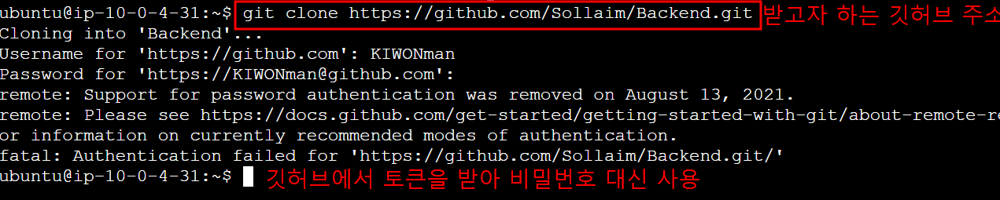 ubuntu@ip-10-0-4-31:~$ git clone https://github.com/Sollaim/Backend.git 받고자 하는 깃허브 주소
Cloning into 'Backend'...
Username for 'https://github.com': KIWONman
Password for 'https://KIWONman@github.com':
remote: Support for password authentication was removed on August 13, 2021.
remote: Please see https://docs.github.com/get-started/getting-started-with-git/about-remote-re
or information on currently recommended modes of authentication.
fatal: Authentication failed for 'https://github.com/Sollaim/Backend.git/'
ubuntu@ip-10-0-4-31:~$ 깃허브에서 토큰을 받아 비밀번호 대신 사용